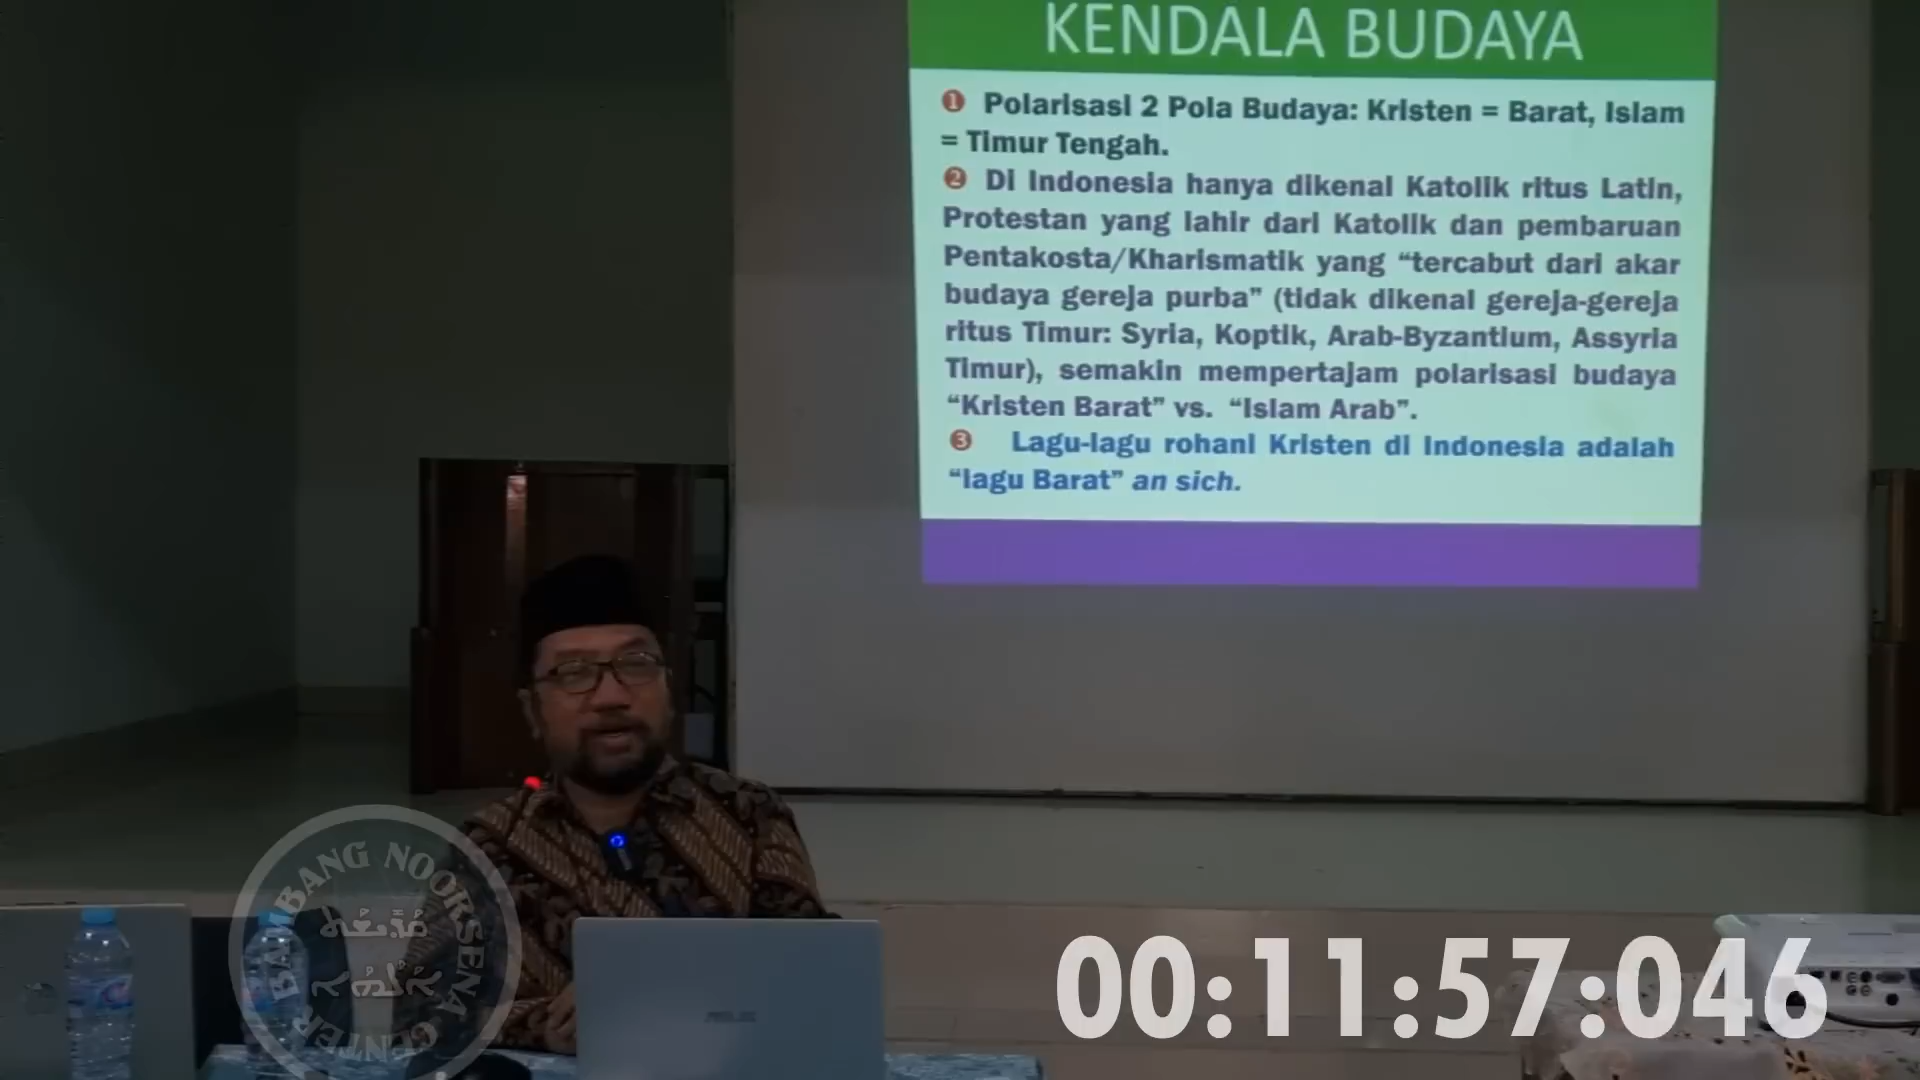 KENDALA BUDAYA
❶ Polarisasi 2 Pola Budaya: Kristen = Barat, Islam
= Timur Tengah.
❷ Di Indonesia hanya dikenal Katolik ritus Latin,
Protestan yang lahir dari Katolik dan pembaruan
Pentakosta/Kharismatik yang “tercabut dari akar
budaya gereja purba” (tidak dikenal gereja-gereja
ritus Timur: Syria, Koptik, Arab-Byzantium, Assyria
Timur), semakin mempertajam polarisasi budaya
“Kristen Barat” vs. “Islam Arab”.
❸ Lagu-lagu rohani Kristen di Indonesia adalah
“lagu Barat” an sich.
BAMBANG NOORSENA CENTER
ASUS
00:11:57:046